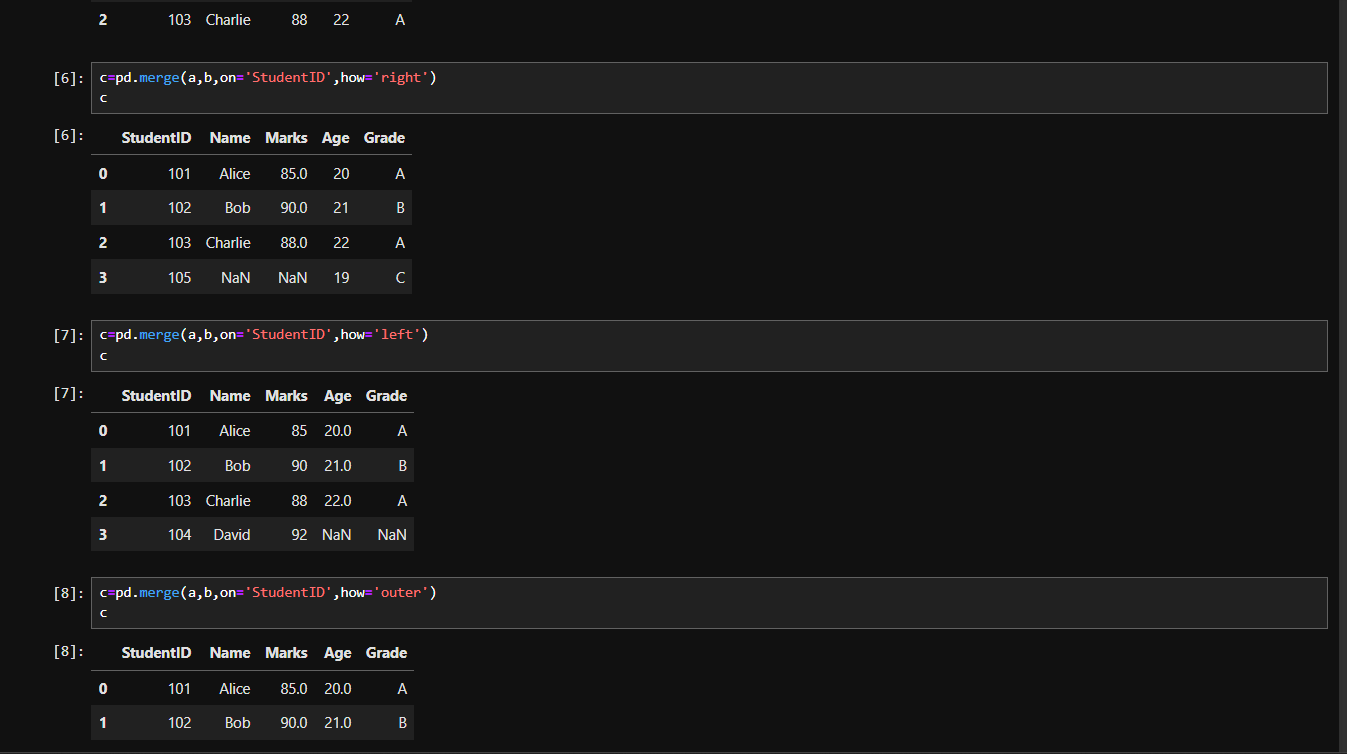 2 103 Charlie 88 22 A
[6]: c=pd.merge(a,b,on='StudentID',how='right')
c
[6]: StudentID Name Marks Age Grade
0 101 Alice 85.0 20 A
1 102 Bob 90.0 21 B
2 103 Charlie 88.0 22 A
3 105 NaN NaN 19 C
[7]: c=pd.merge(a,b,on='StudentID',how='left')
c
[7]: StudentID Name Marks Age Grade
0 101 Alice 85 20.0 A
1 102 Bob 90 21.0 B
2 103 Charlie 88 22.0 A
3 104 David 92 NaN NaN
[8]: c=pd.merge(a,b,on='StudentID',how='outer')
c
[8]: StudentID Name Marks Age Grade
0 101 Alice 85.0 20.0 A
1 102 Bob 90.0 21.0 B